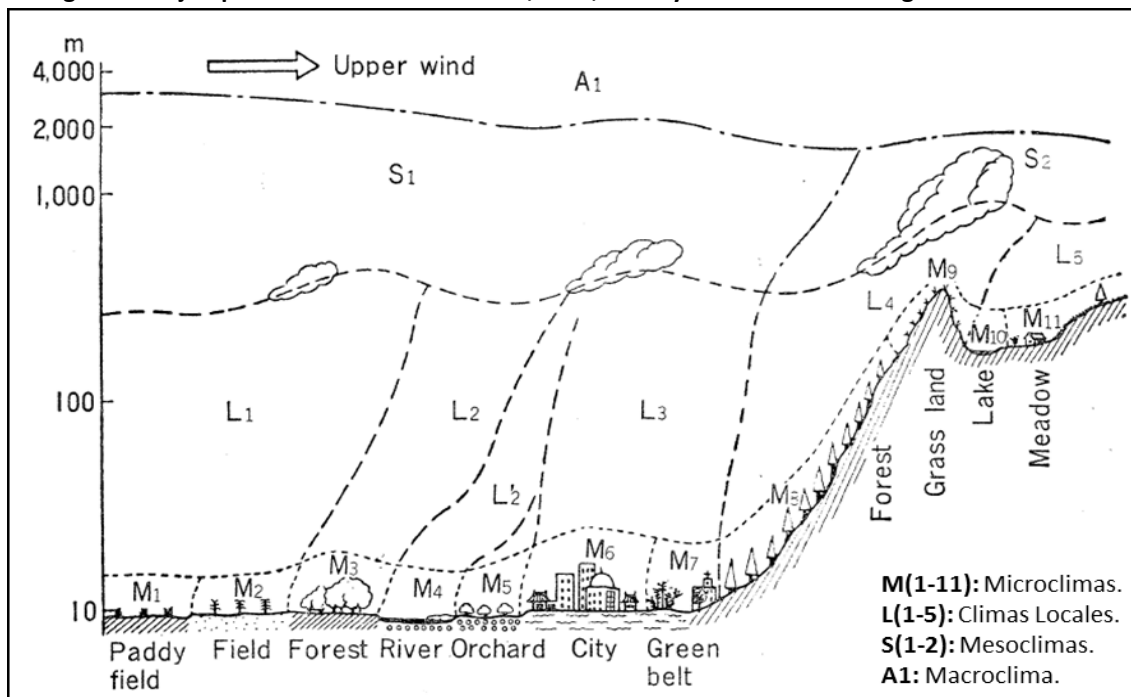 m
4,000
Upper wind
A1
2,000
S1
S2
1,000
L5
M9
L4
M10
M11
100
L1
L2
L3
L'2
M8
Forest
Grass land
Lake
Meadow
M1
M2
M3
M4
M5
M6
M7
10
Paddy field
Field
Forest
River
Orchard
City
Green belt
M(1-11): Microclimas.
L(1-5): Climas Locales.
S(1-2): Mesoclimas.
A1: Macroclima.